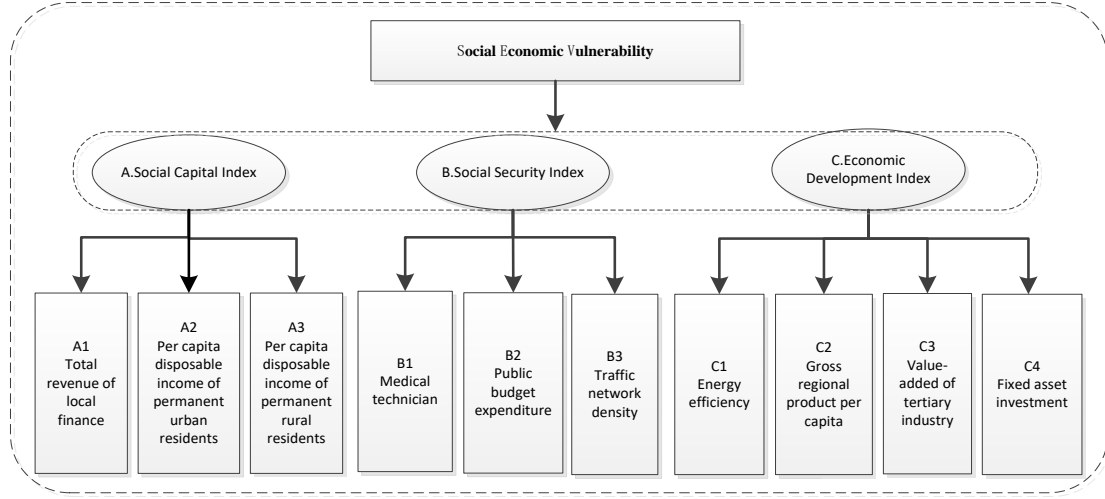 Social Economic Vulnerability
A.Social Capital Index
B.Social Security Index
C.Economic
Development Index
A1
Total
revenue of
local
finance
A2
Per capita
disposable
income of
permanent
urban
residents
A3
Per capita
disposable
income of
permanent
rural
residents
B1
Medical
technician
B2
Public
budget
expenditure
B3
Traffic
network
density
C1
Energy
efficiency
C2
Gross
regional
product per
capita
C3
Value-
added of
tertiary
industry
C4
Fixed asset
investment